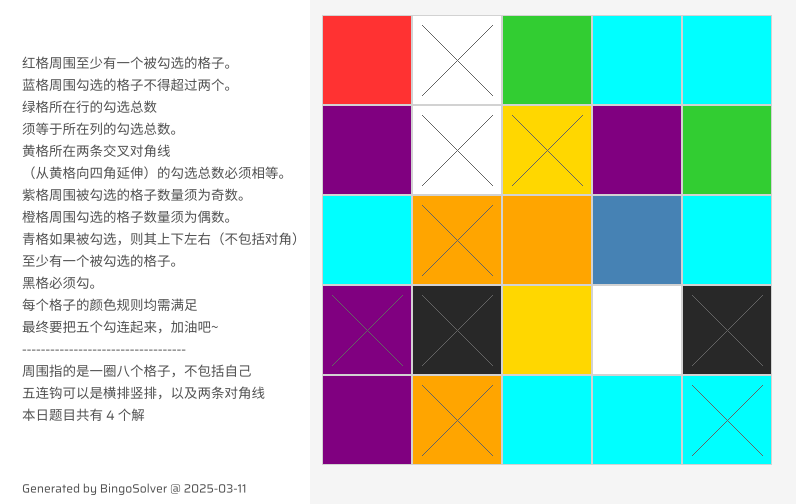 红格周围至少有一个被勾选的格子。
蓝格周围勾选的格子不得超过两个。
绿格所在行的勾选总数
须等于所在列的勾选总数。
黄格所在两条交叉对角线
（从黄格向四角延伸）的勾选总数必须相等。
紫格周围被勾选的格子数量须为奇数。
橙格周围勾选的格子数量须为偶数。
青格如果被勾选，则其上下左右（不包括对角）
至少有一个被勾选的格子。
黑格必须勾。
每个格子的颜色规则均需满足
最终要把五个勾连起来，加油吧~
-----------------------------------
周围指的是一圈八个格子，不包括自己
五连钩可以是横排竖排，以及两条对角线
本日题目共有 4 个解
Generated by BingoSolver @ 2025-03-11